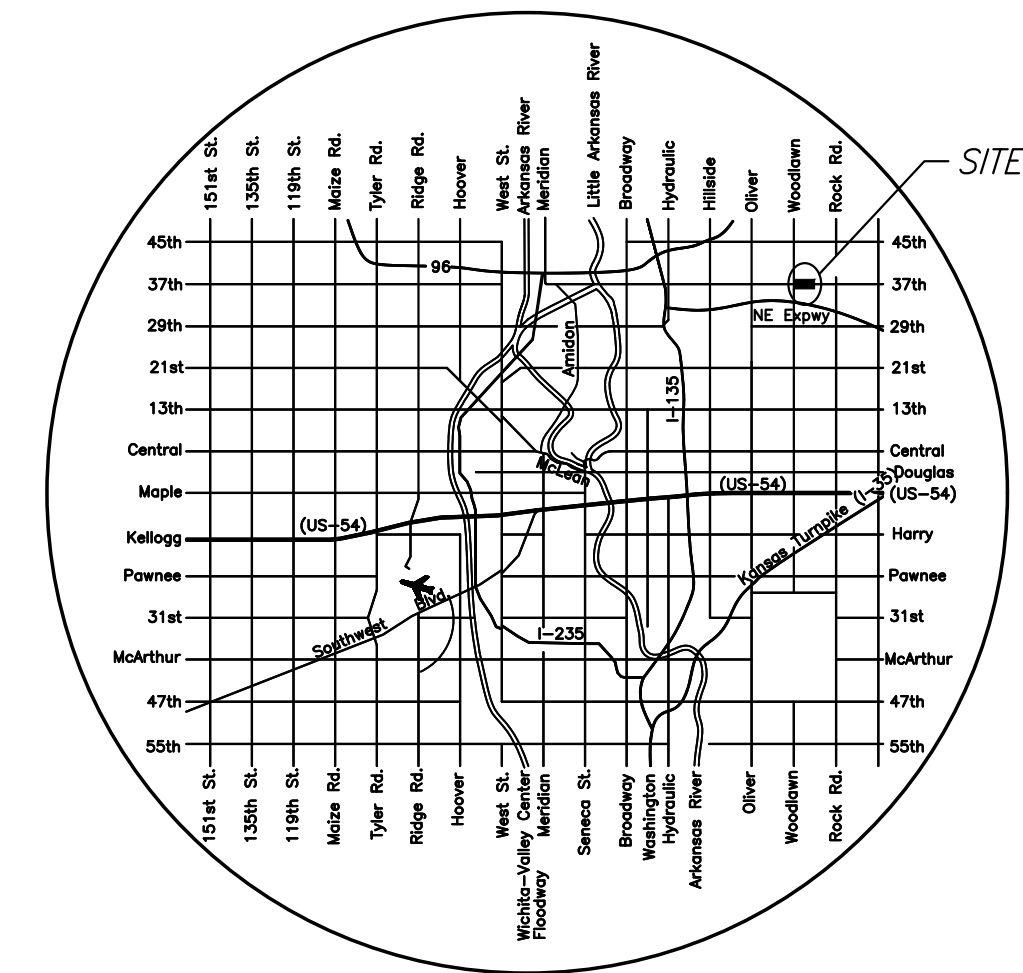 151st St.
135th St.
119th St.
Maize Rd.
Tyler Rd.
Ridge Rd.
Hoover
West St.
Arkansas River
Meridian
Little Arkansas River
Broadway
Hydraulic
Hillside
Oliver
Woodlawn
Rock Rd.
SITE
45th
45th
96
37th
37th
29th
NE Expwy
29th
Amidon
21st
21st
I-135
13th
13th
Central
McLean
Central
Douglas
Maple
(US-54)
(I-35)
(US-54)
(US-54)
Kellogg
Kansas Turnpike
Harry
Pawnee
Pawnee
31st
Southwest Blvd.
31st
I-235
McArthur
McArthur
47th
47th
55th
55th
151st St.
135th St.
119th St.
Maize Rd.
Tyler Rd.
Ridge Rd.
Hoover
West St.
Wichita-Valley Center
Floodway
Meridian
Seneca St.
Broadway
Washington
Hydraulic
Arkansas River
Oliver
Woodlawn
Rock Rd.